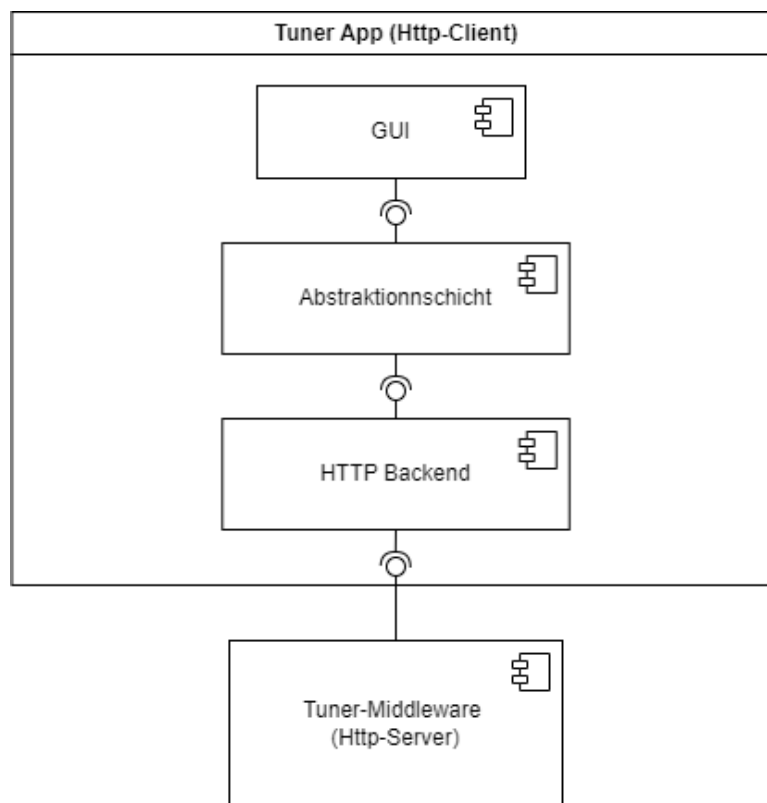 Tuner App (Http-Client)
GUI
Abstraktionnschicht
HTTP Backend
Tuner-Middleware
(Http-Server)